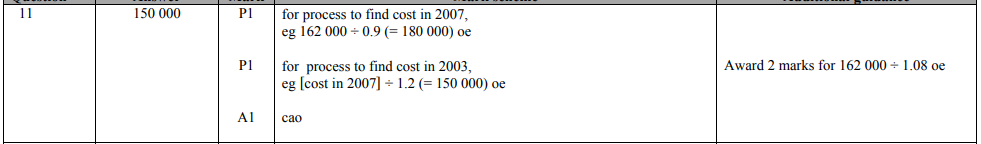 11 150 000 P1 for process to find cost in 2007,
eg 162 000 ÷ 0.9 (= 180 000) oe
P1 for process to find cost in 2003, Award 2 marks for 162 000 ÷ 1.08 oe
eg [cost in 2007] ÷ 1.2 (= 150 000) oe
A1 cao